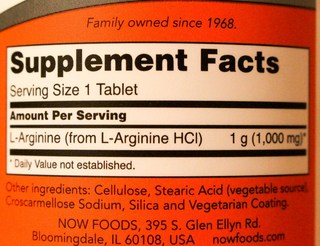 Family owned since 1968.
Supplement Facts
Serving Size 1 Tablet
Amount Per Serving
L-Arginine (from L-Arginine HCl) 1 g (1,000 mg)*
* Daily Value not established.
Other ingredients: Cellulose, Stearic Acid (vegetable source),
Croscarmellose Sodium, Silica and Vegetarian Coating.
NOW FOODS, 395 S. Glen Ellyn Rd.
Bloomingdale, IL 60108, USA nowfoods.com